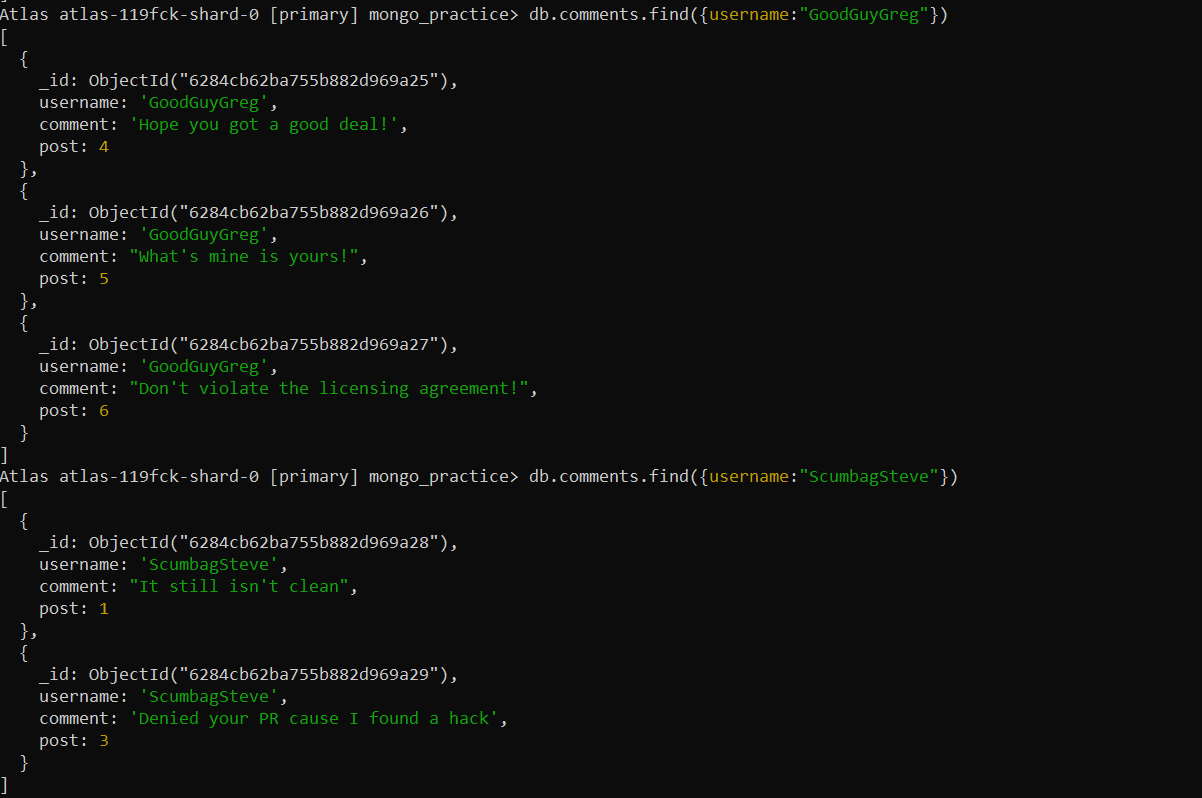 Atlas atlas-119fck-shard-0 [primary] mongo_practice> db.comments.find({username:"GoodGuyGreg"})
[
  {
    _id: ObjectId("6284cb62ba755b882d969a25"),
    username: 'GoodGuyGreg',
    comment: 'Hope you got a good deal!',
    post: 4
  },
  {
    _id: ObjectId("6284cb62ba755b882d969a26"),
    username: 'GoodGuyGreg',
    comment: "What's mine is yours!",
    post: 5
  },
  {
    _id: ObjectId("6284cb62ba755b882d969a27"),
    username: 'GoodGuyGreg',
    comment: "Don't violate the licensing agreement!",
    post: 6
  }
]
Atlas atlas-119fck-shard-0 [primary] mongo_practice> db.comments.find({username:"ScumbagSteve"})
[
  {
    _id: ObjectId("6284cb62ba755b882d969a28"),
    username: 'ScumbagSteve',
    comment: "It still isn't clean",
    post: 1
  },
  {
    _id: ObjectId("6284cb62ba755b882d969a29"),
    username: 'ScumbagSteve',
    comment: 'Denied your PR cause I found a hack',
    post: 3
  }
]